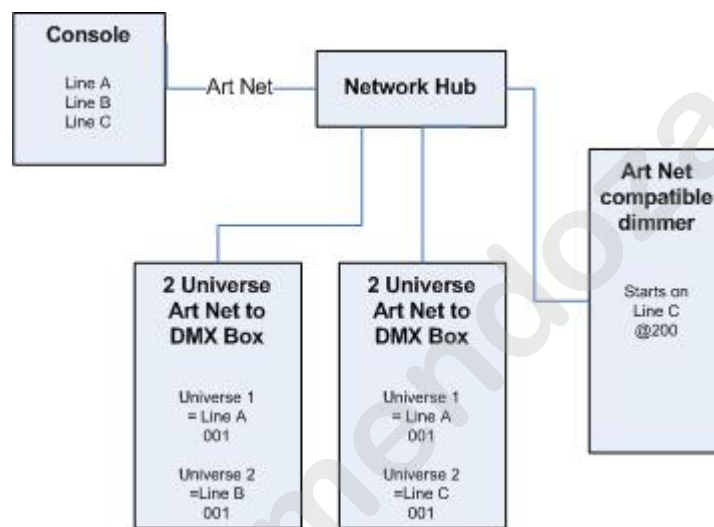 Console
Line A
Line B
Line C
Art Net
Network Hub
Art Net
compatible
dimmer
Starts on
Line C
@200
2 Universe
Art Net to
DMX Box
Universe 1
= Line A
001
Universe 2
=Line B
001
2 Universe
Art Net to
DMX Box
Universe 1
= Line A
001
Universe 2
=Line C
001
mendoza